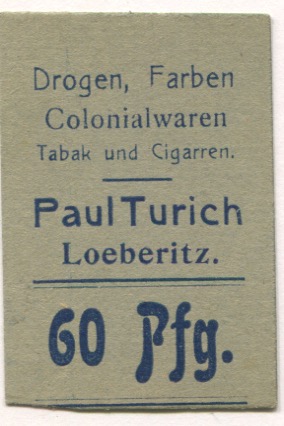 Drogen, Farben
Colonialwaren
Tabak und Cigarren.
Paul Turich
Loeberitz.
60 Pfg.